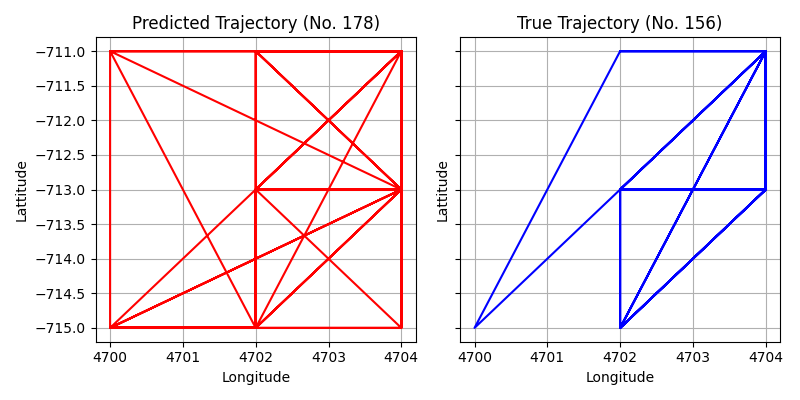 Predicted Trajectory (No. 178)
True Trajectory (No. 156)
−711.0
−711.5
−712.0
−712.5
−713.0
−713.5
−714.0
−714.5
−715.0
Lattitude
Lattitude
4700 4701 4702 4703 4704
4700 4701 4702 4703 4704
Longitude
Longitude